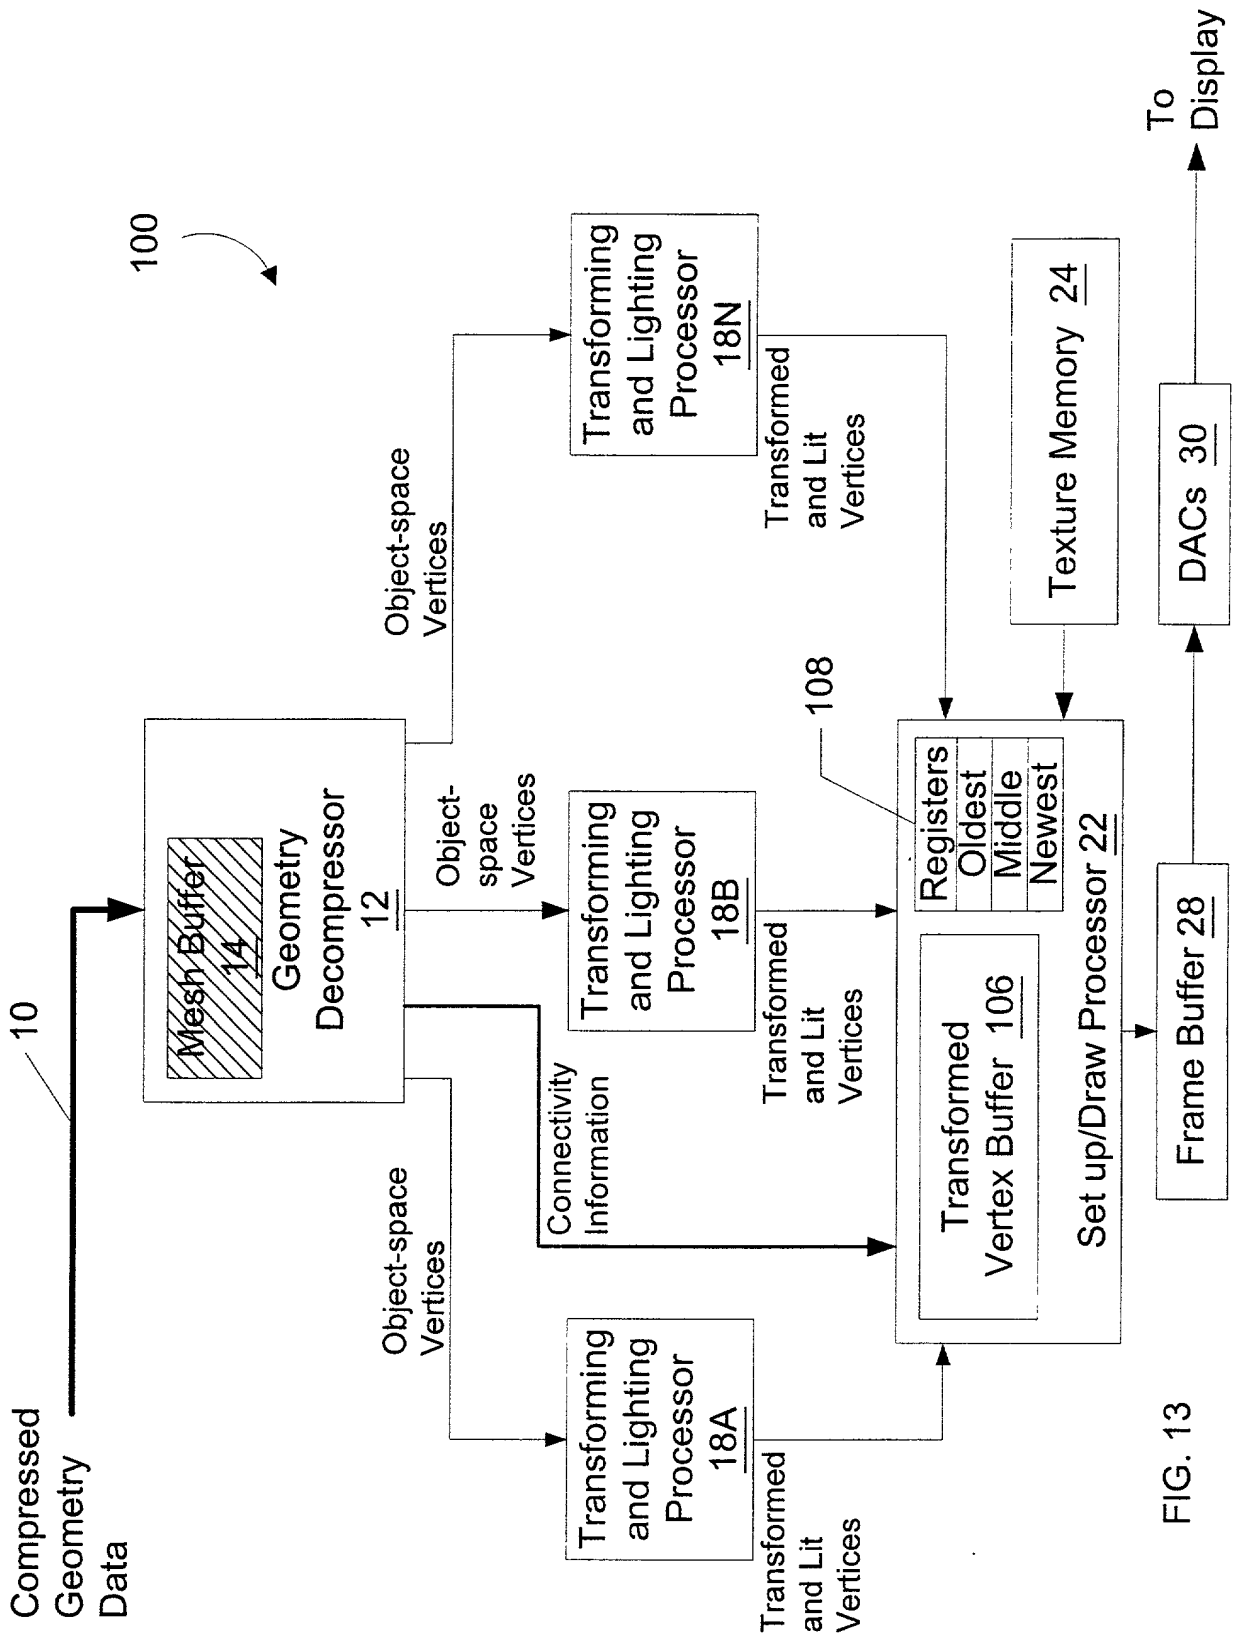 Compressed
Geometry
Data
10
100
Mesh Buffer
14
Geometry
Decompressor
12
Object-space
Vertices
Connectivity
Information
Object-
space
Vertices
Object-space
Vertices
Transforming
and Lighting
Processor
18A
Transforming
and Lighting
Processor
18B
Transforming
and Lighting
Processor
18N
Transformed
and Lit
Vertices
Transformed
and Lit
Vertices
Transformed
and Lit
Vertices
108
Transformed
Vertex Buffer 106
Registers
Oldest
Middle
Newest
Set up/Draw Processor 22
Texture Memory 24
Frame Buffer 28
DACs 30
To
Display
FIG. 13